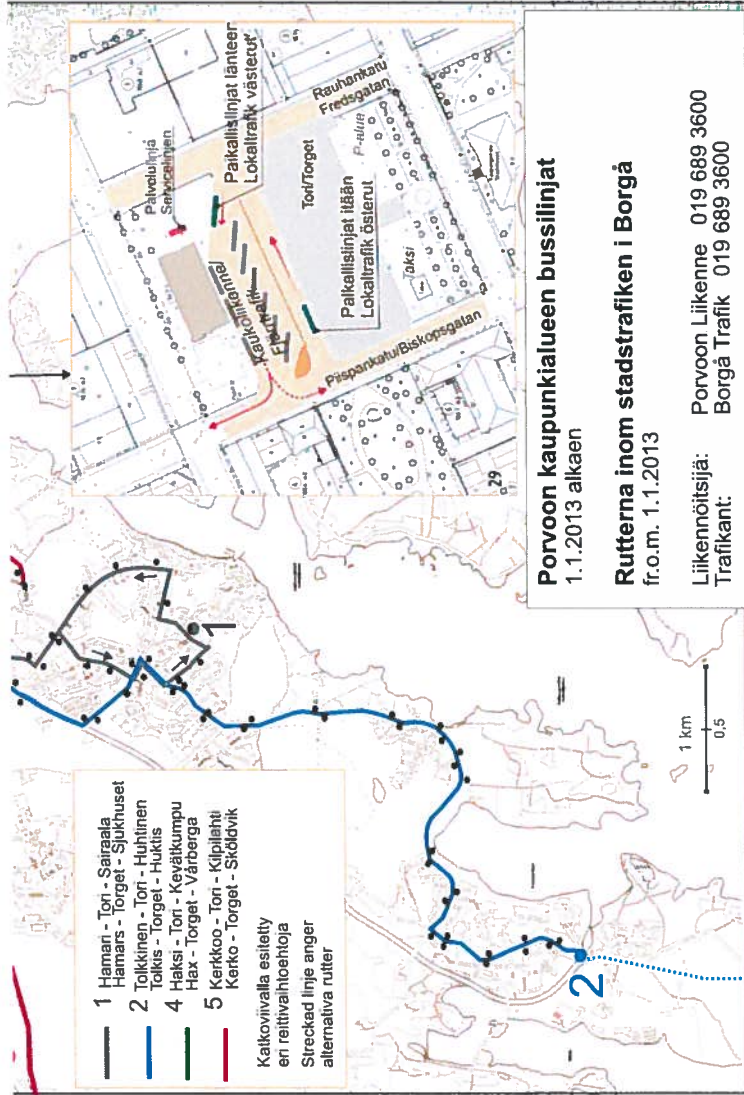 1 Hamari - Tori - Sairaala
Hamars - Torget - Sjukhuset
2 Tolkkinen - Tori - Huhtinen
Tolkis - Torget - Huktis
4 Haksi - Tori - Kevätkumpu
Hax - Torget - Vårberga
5 Kerkkoo - Tori - Kilpilahti
Kerko - Torget - Sköldvik
Katkoviivalla esitetty
eri reittivaihtoehtoja
Streckad linje anger
alternativa rutter
1
2
1 km
0,5
Palvelulinja
Servicelinjen
Paikallislinjat länteen
Lokaltrafik västerut
Rauhankatu
Fredsgatan
Kaukoliikenne/
Tori/Torget
P-alue
Paikallislinjat itään
Lokaltrafik österut
Taksi
Piispankatu/Biskopsgatan
29
Porvoon kaupunkialueen bussilinjat
1.1.2013 alkaen
Rutterna inom stadstrafiken i Borgå
fr.o.m. 1.1.2013
Liikennöitsijä: Porvoon Liikenne 019 689 3600
Trafikant: Borgå Trafik 019 689 3600